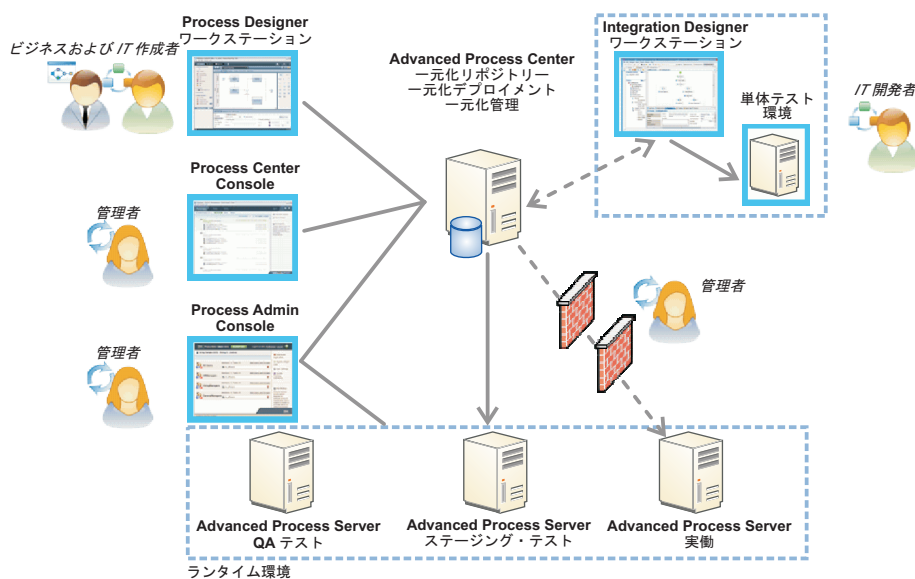 Process Designer
ワークステーション
ビジネスおよび IT 作成者
Advanced Process Center
一元化リポジトリー
一元化デプロイメント
一元化管理
Integration Designer
ワークステーション
単体テスト
環境
IT 開発者
Process Center
Console
管理者
Process Admin
Console
管理者
管理者
Advanced Process Server
QA テスト
Advanced Process Server
ステージング・テスト
Advanced Process Server
実働
ランタイム環境